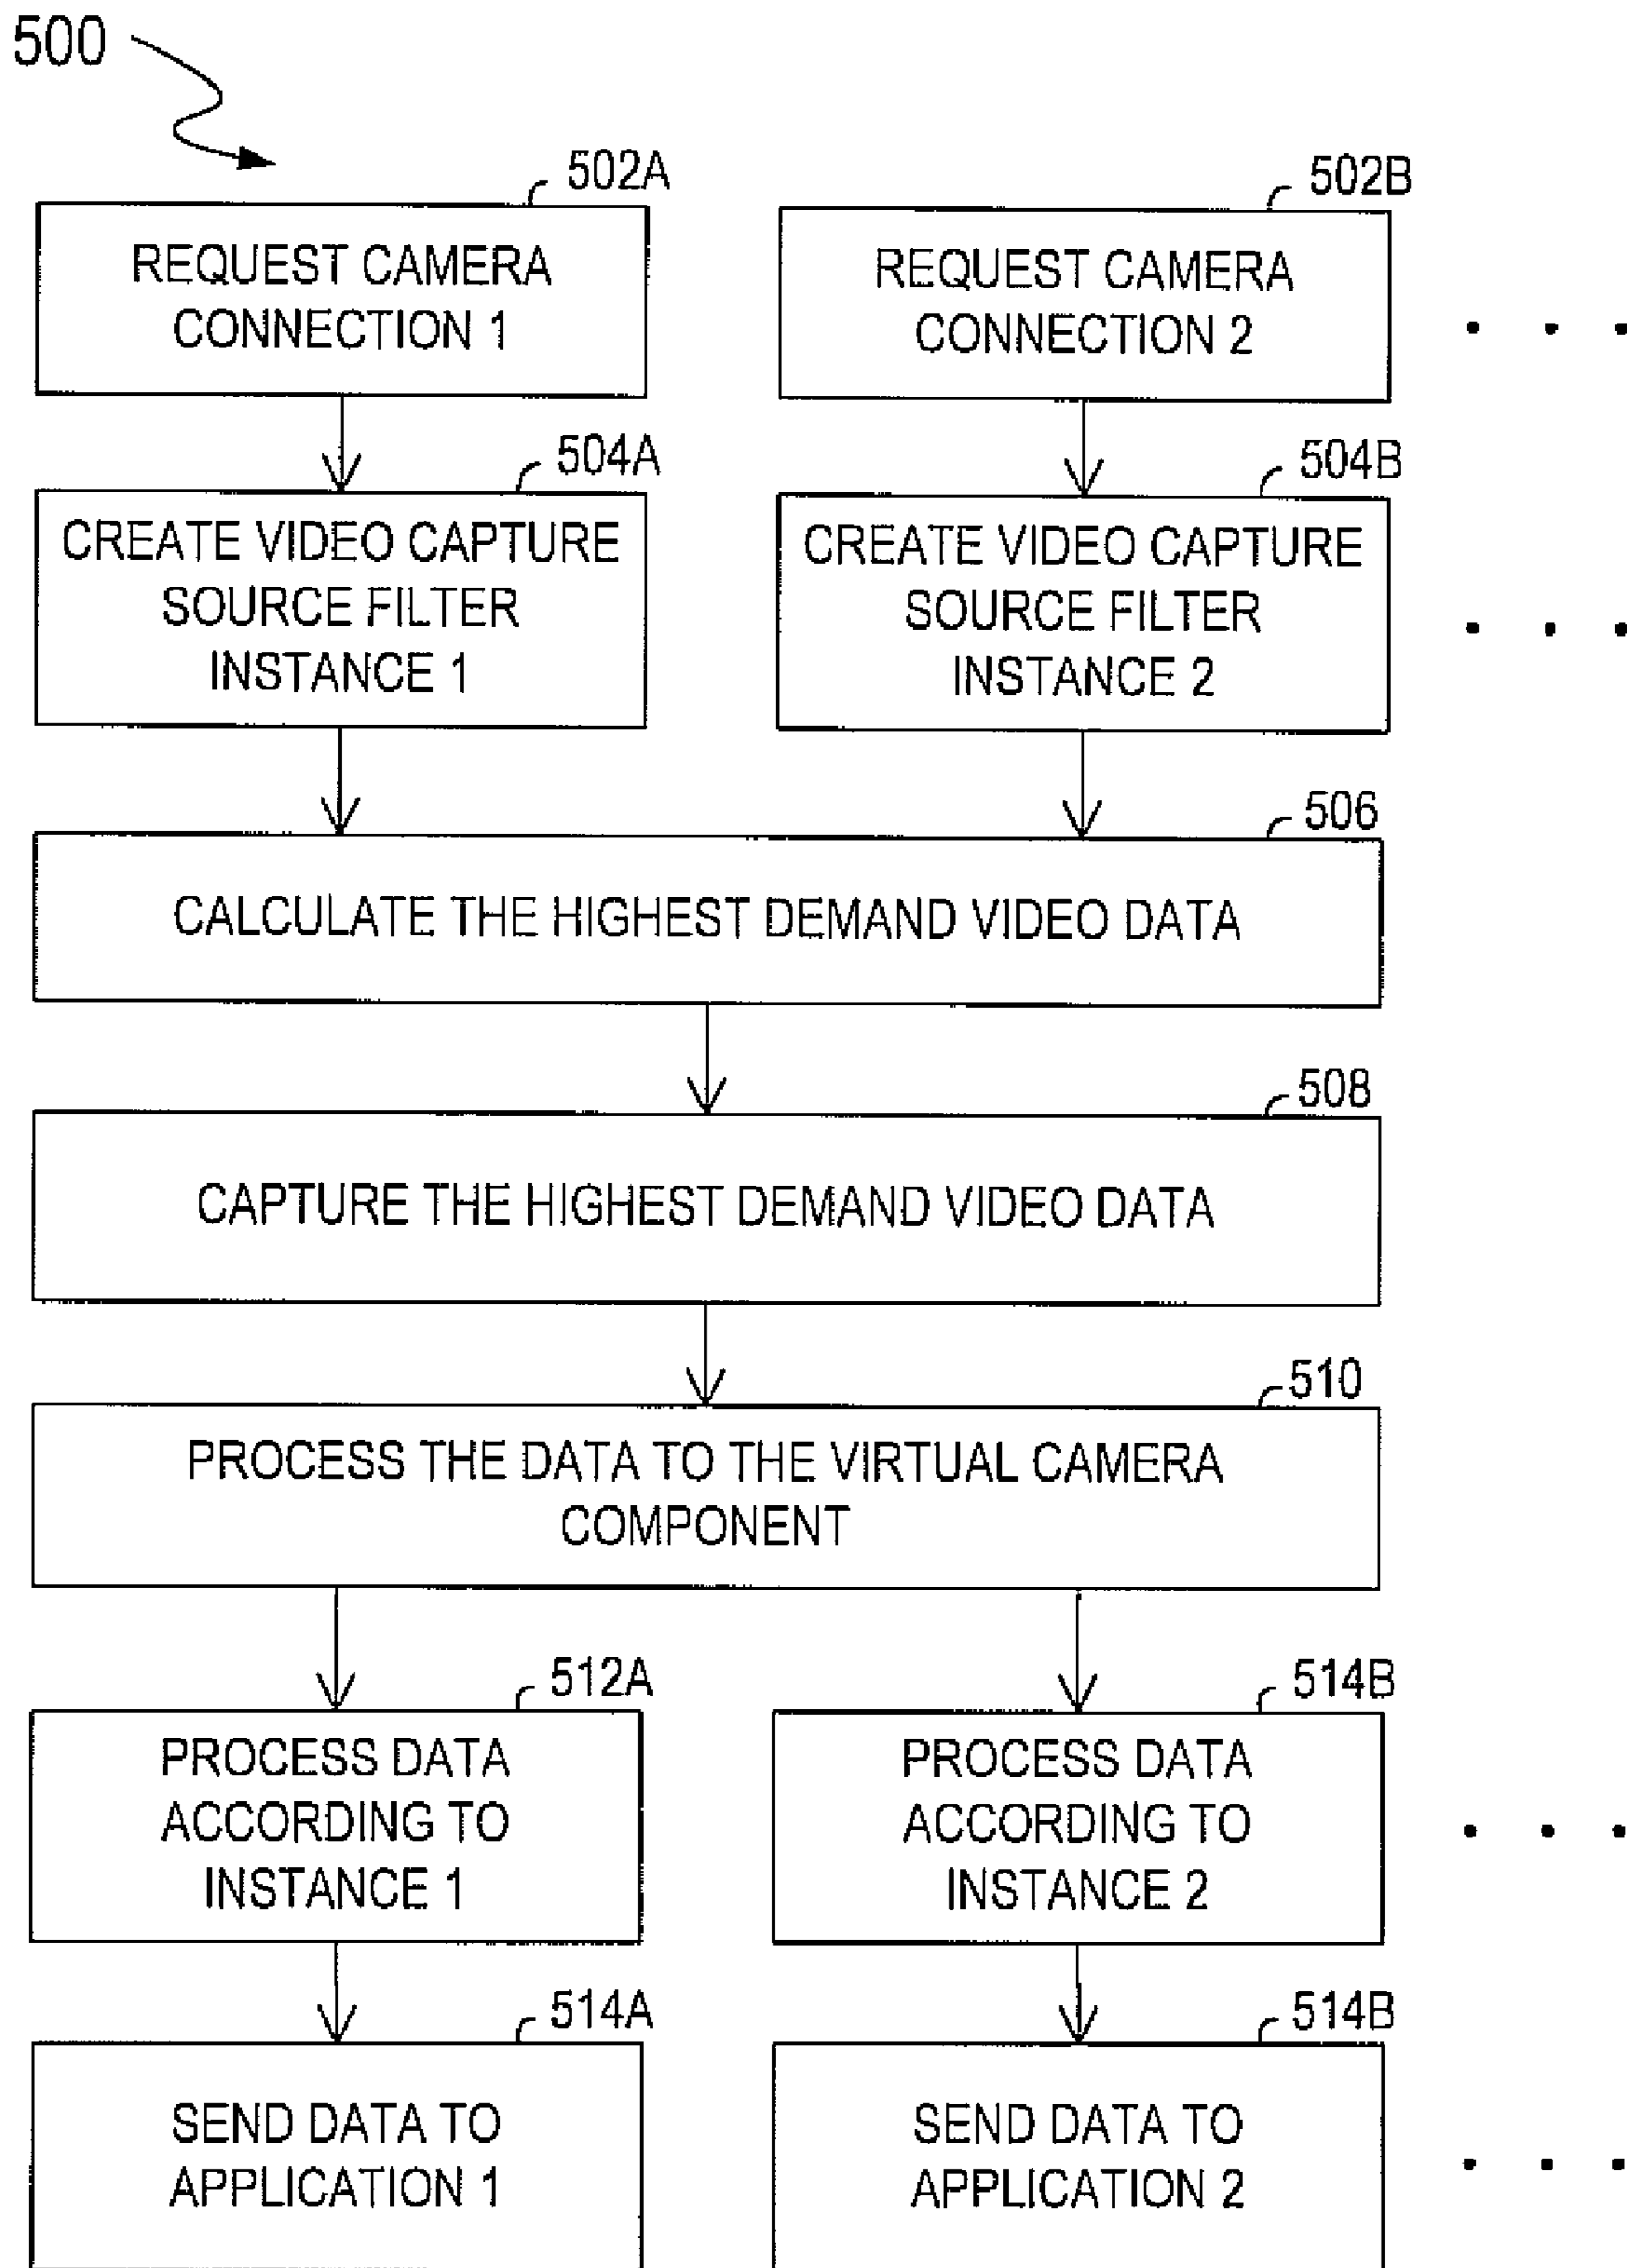 500
502A
502B
REQUEST CAMERA
CONNECTION 1
REQUEST CAMERA
CONNECTION 2
. . .
504A
504B
CREATE VIDEO CAPTURE
SOURCE FILTER
INSTANCE 1
CREATE VIDEO CAPTURE
SOURCE FILTER
INSTANCE 2
. . .
506
CALCULATE THE HIGHEST DEMAND VIDEO DATA
508
CAPTURE THE HIGHEST DEMAND VIDEO DATA
510
PROCESS THE DATA TO THE VIRTUAL CAMERA
COMPONENT
512A
514B
PROCESS DATA
ACCORDING TO
INSTANCE 1
PROCESS DATA
ACCORDING TO
INSTANCE 2
. . .
514A
514B
SEND DATA TO
APPLICATION 1
SEND DATA TO
APPLICATION 2
. . .